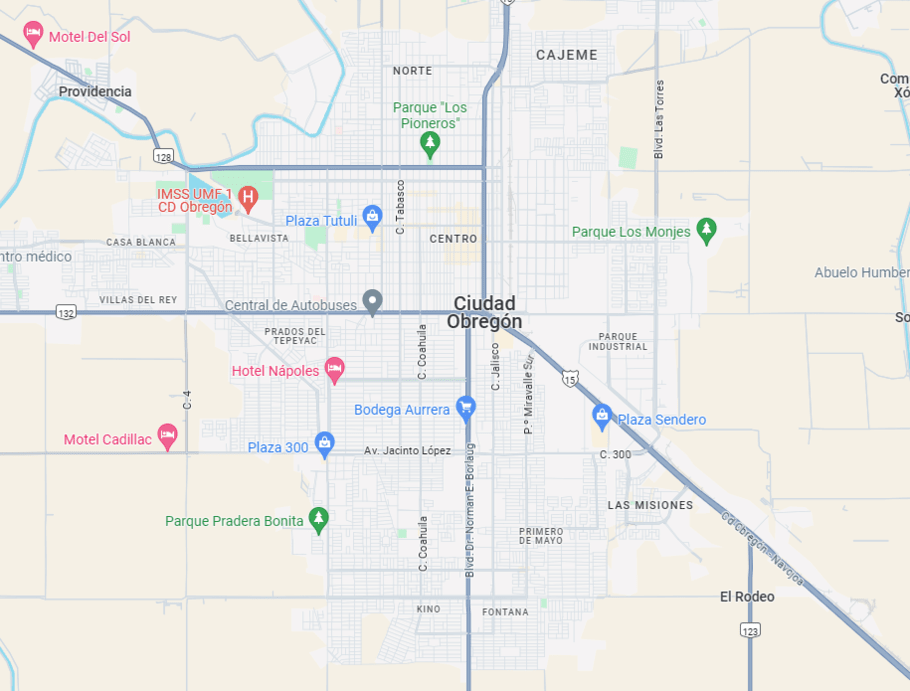 Motel Del Sol
CAJEME
NORTE
Com
Xó
Providencia
Blvd. Las Torres
Parque "Los
Pioneros"
128
IMSS UMF 1
CD Obregon
C. Tabasco
Plaza Tutuli
Parque Los Monjes
CASA BLANCA
BELLAVISTA
CENTRO
ntro médico
Abuelo Humber
VILLAS DEL REY
Central de Autobuses
Ciudad
Obregón
132
So
PRADOS DEL
TEPEYAC
PARQUE
INDUSTRIAL
C. Coahuila
C. Jalisco
P.º Miravalle Sur
Hotel Nápoles
15
C. 4
Bodega Aurrera
Plaza Sendero
Motel Cadillac
Plaza 300
Av. Jacinto López
C. 300
Blvd. Dr. Norman E. Borlaug
LAS MISIONES
Parque Pradera Bonita
C. Coahuila
PRIMERO
DE MAYO
Cd Obregón - Navojoa
El Rodeo
KINO
FONTANA
123